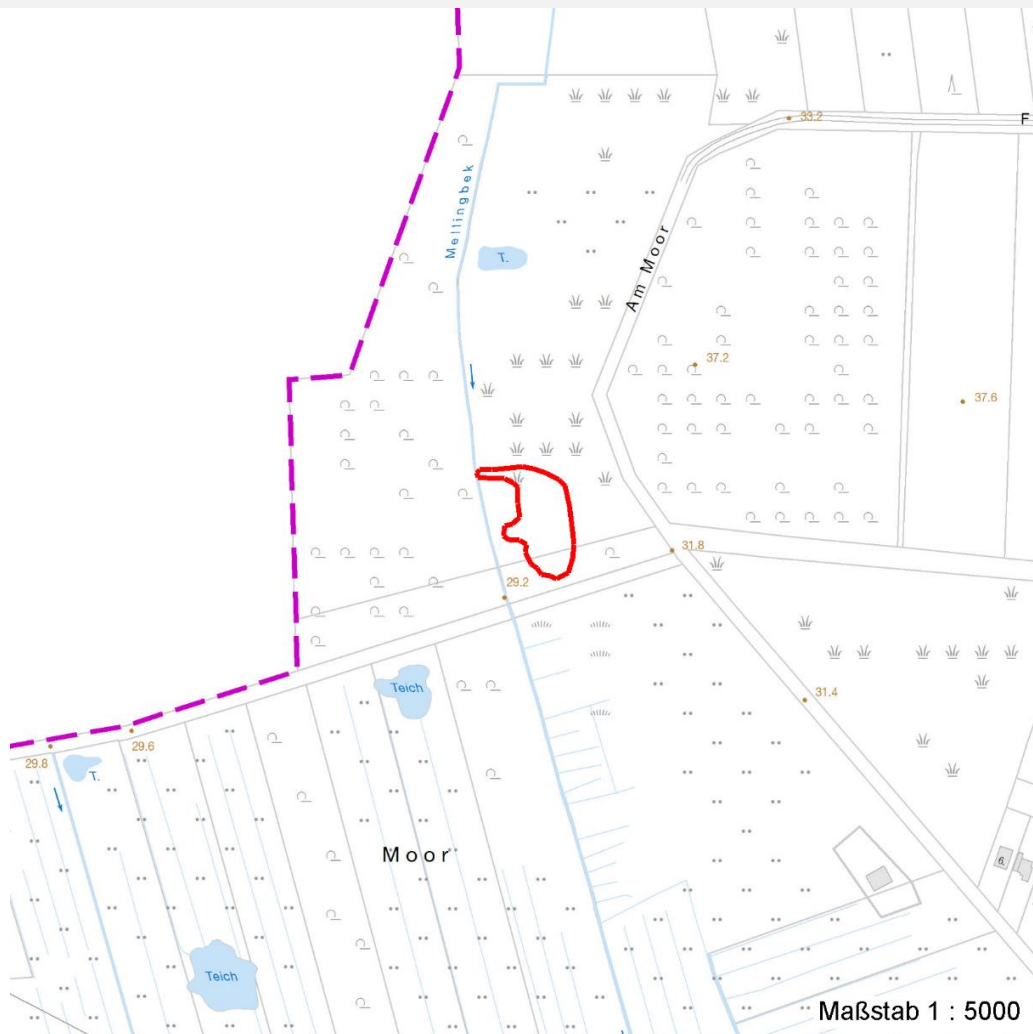 33.2
F
Mellingbek
T.
Am Moor
37.2
37.6
31.8
29.2
Teich
31.4
29.6
29.8
T.
Moor
6.
Teich
Maßstab 1 : 5000